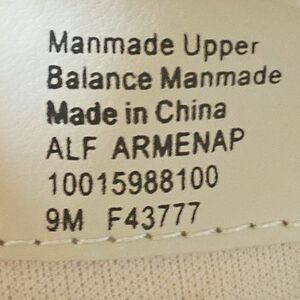 Manmade Upper
Balance Manmade
Made in China
ALF ARMENAP
10015988100
9M F43777